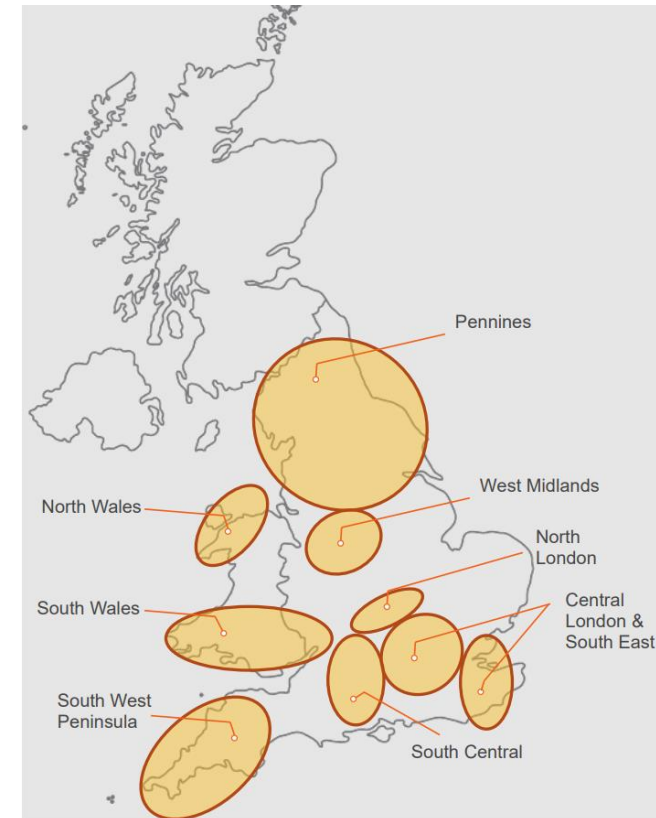 Pennines
West Midlands
North Wales
North
London
South Wales
Central
London &
South East
South West
Peninsula
South Central